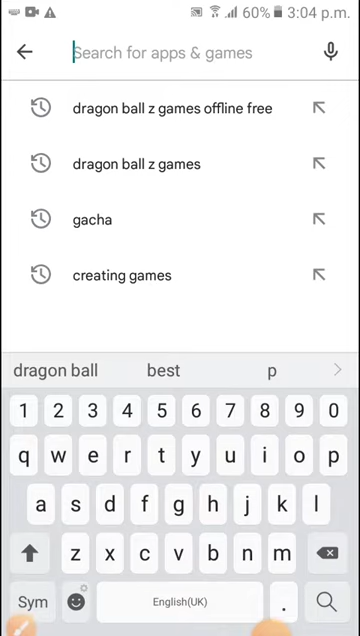 60% 3:04 p.m.
Search for apps & games
dragon ball z games offline free
dragon ball z games
gacha
creating games
dragon ball best p
1 2 3 4 5 6 7 8 9 0
q w e r t y u i o p
a s d f g h j k l
z x c v b n m
Sym English(UK) .